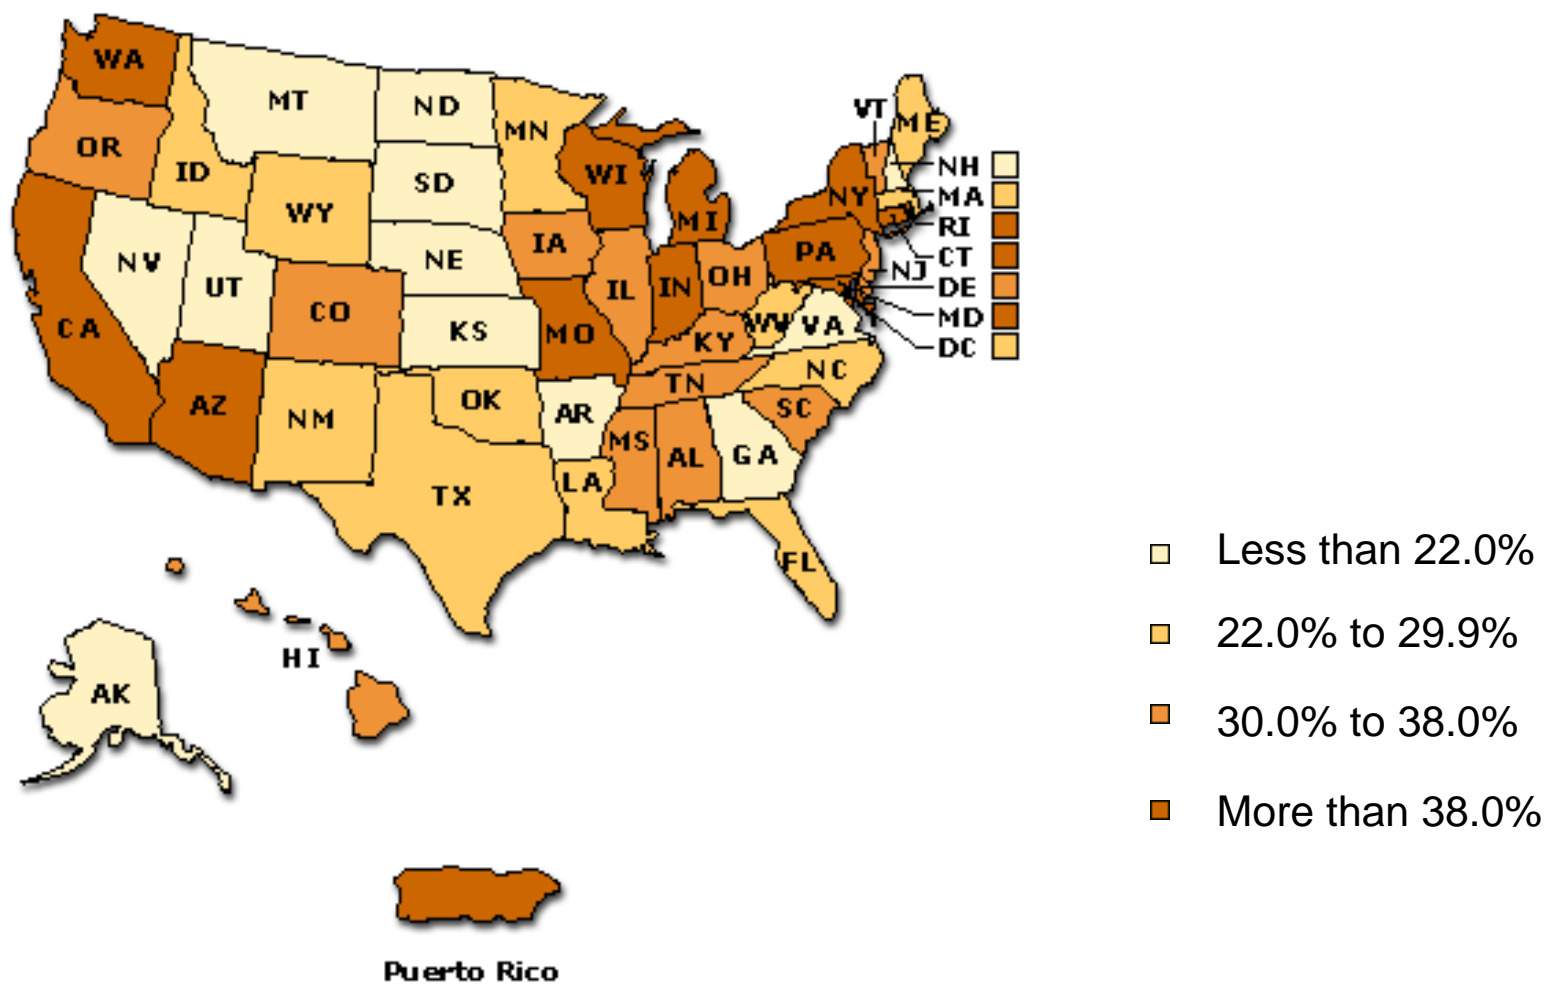 WA
MT
ND
MN
VT
ME
OR
ID
SD
WI
NH
WY
MI
NY
MA
RI
NV
UT
NE
IA
PA
CT
IL
IN
OH
NJ
DE
CA
CO
KS
MO
KY
WV
VA
MD
DC
TN
NC
AZ
NM
OK
AR
MS
AL
GA
SC
TX
LA
FL
HI
AK
Puerto Rico
Less than 22.0%
22.0% to 29.9%
30.0% to 38.0%
More than 38.0%